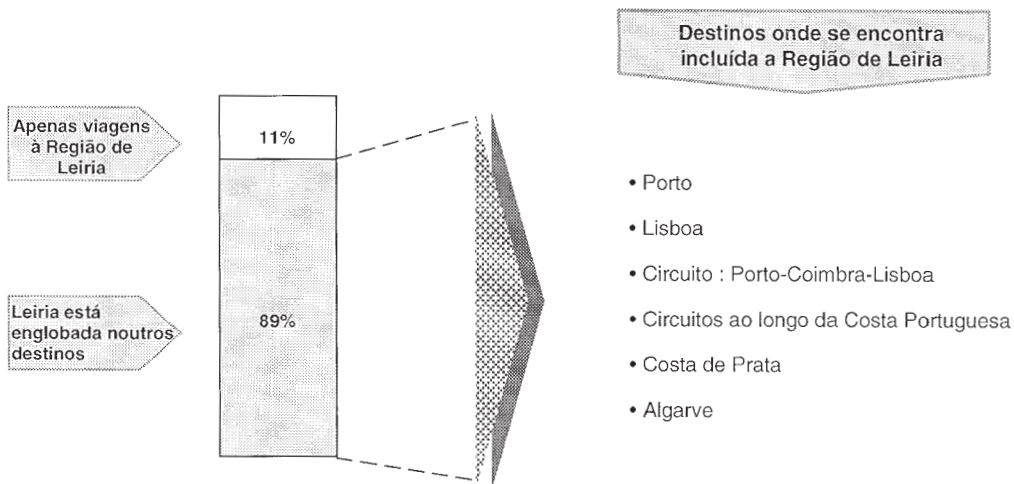 Destinos onde se encontra
incluída a Região de Leiria
Apenas viagens
à Região de
Leiria
11%
Leiria está
englobada noutros
destinos
89%
• Porto
• Lisboa
• Circuito : Porto-Coimbra-Lisboa
• Circuitos ao longo da Costa Portuguesa
• Costa de Prata
• Algarve